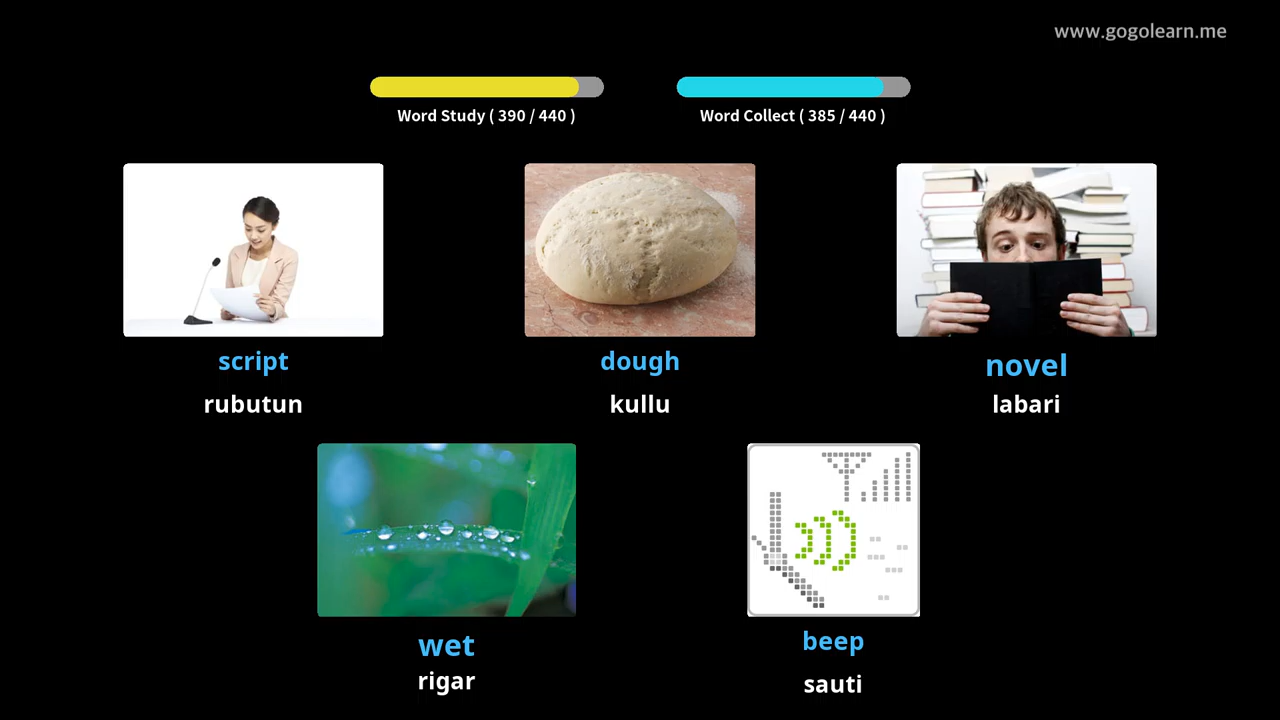 www.gogolearn.me
Word Study ( 390 / 440 )
Word Collect ( 385 / 440 )
script
rubutun
dough
kullu
novel
labari
wet
rigar
beep
sauti